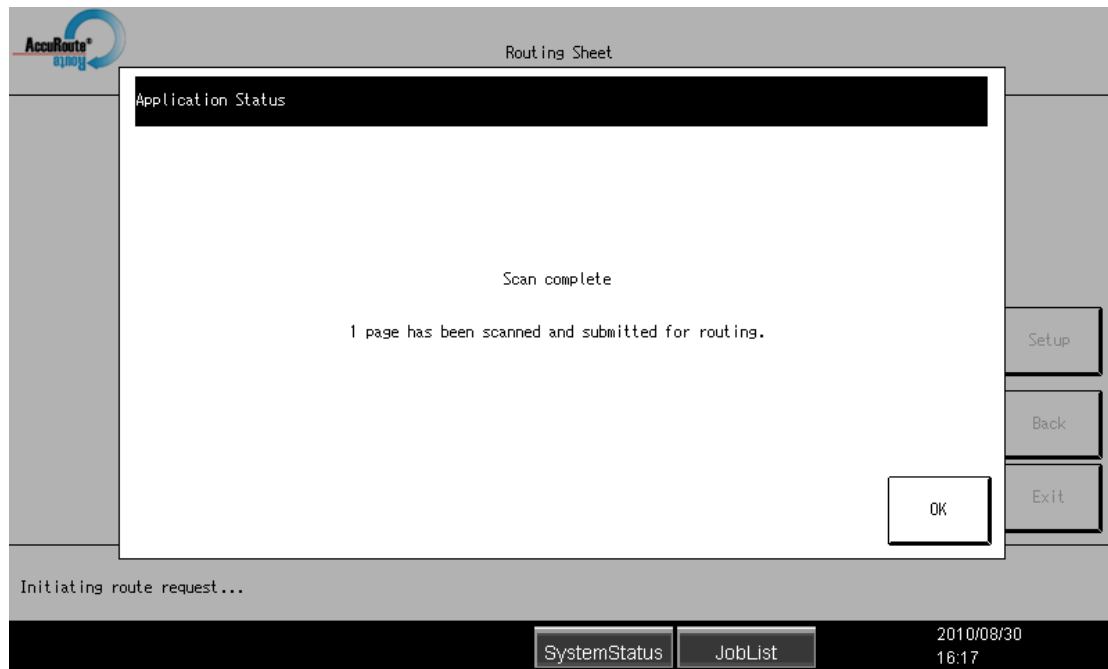 AccuRoute®
Route
Routing Sheet
Application Status
Scan complete
1 page has been scanned and submitted for routing.
Setup
Back
Exit
OK
Initiating route request...
SystemStatus
JobList
2010/08/30
16:17